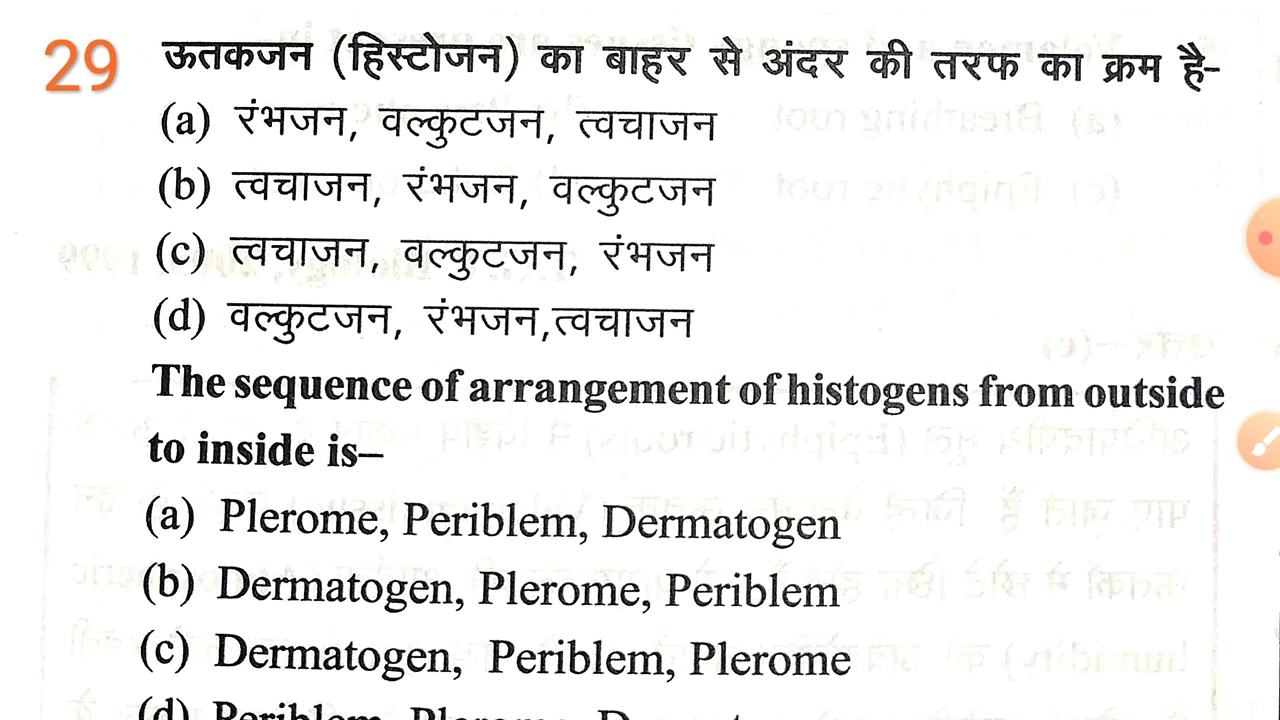 29 ऊतकजन (हिस्टोजन) का बाहर से अंदर की तरफ का क्रम है-
(a) रंभजन, वल्कुटजन, त्वचाजन
(b) त्वचाजन, रंभजन, वल्कुटजन
(c) त्वचाजन, वल्कुटजन, रंभजन
(d) वल्कुटजन, रंभजन,त्वचाजन
The sequence of arrangement of histogens from outside
to inside is–
(a) Plerome, Periblem, Dermatogen
(b) Dermatogen, Plerome, Periblem
(c) Dermatogen, Periblem, Plerome
(d) Periblem, Plerome,